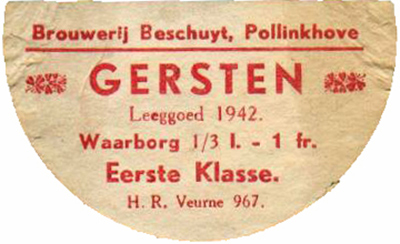 Brouwerij Beschuyt, Pollinkhove
GERSTEN
Leeggoed 1942.
Waarborg 1/3 l. - 1 fr.
Eerste Klasse.
H. R. Veurne 967.